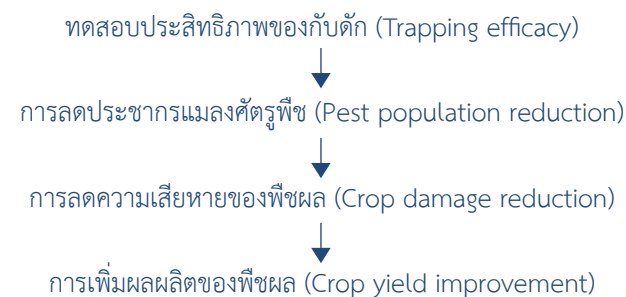 ทดสอบประสิทธิภาพของกับดัก (Trapping efficacy)
การลดประชากรแมลงศัตรูพืช (Pest population reduction)
การลดความเสียหายของพืชผล (Crop damage reduction)
การเพิ่มผลผลิตของพืชผล (Crop yield improvement)